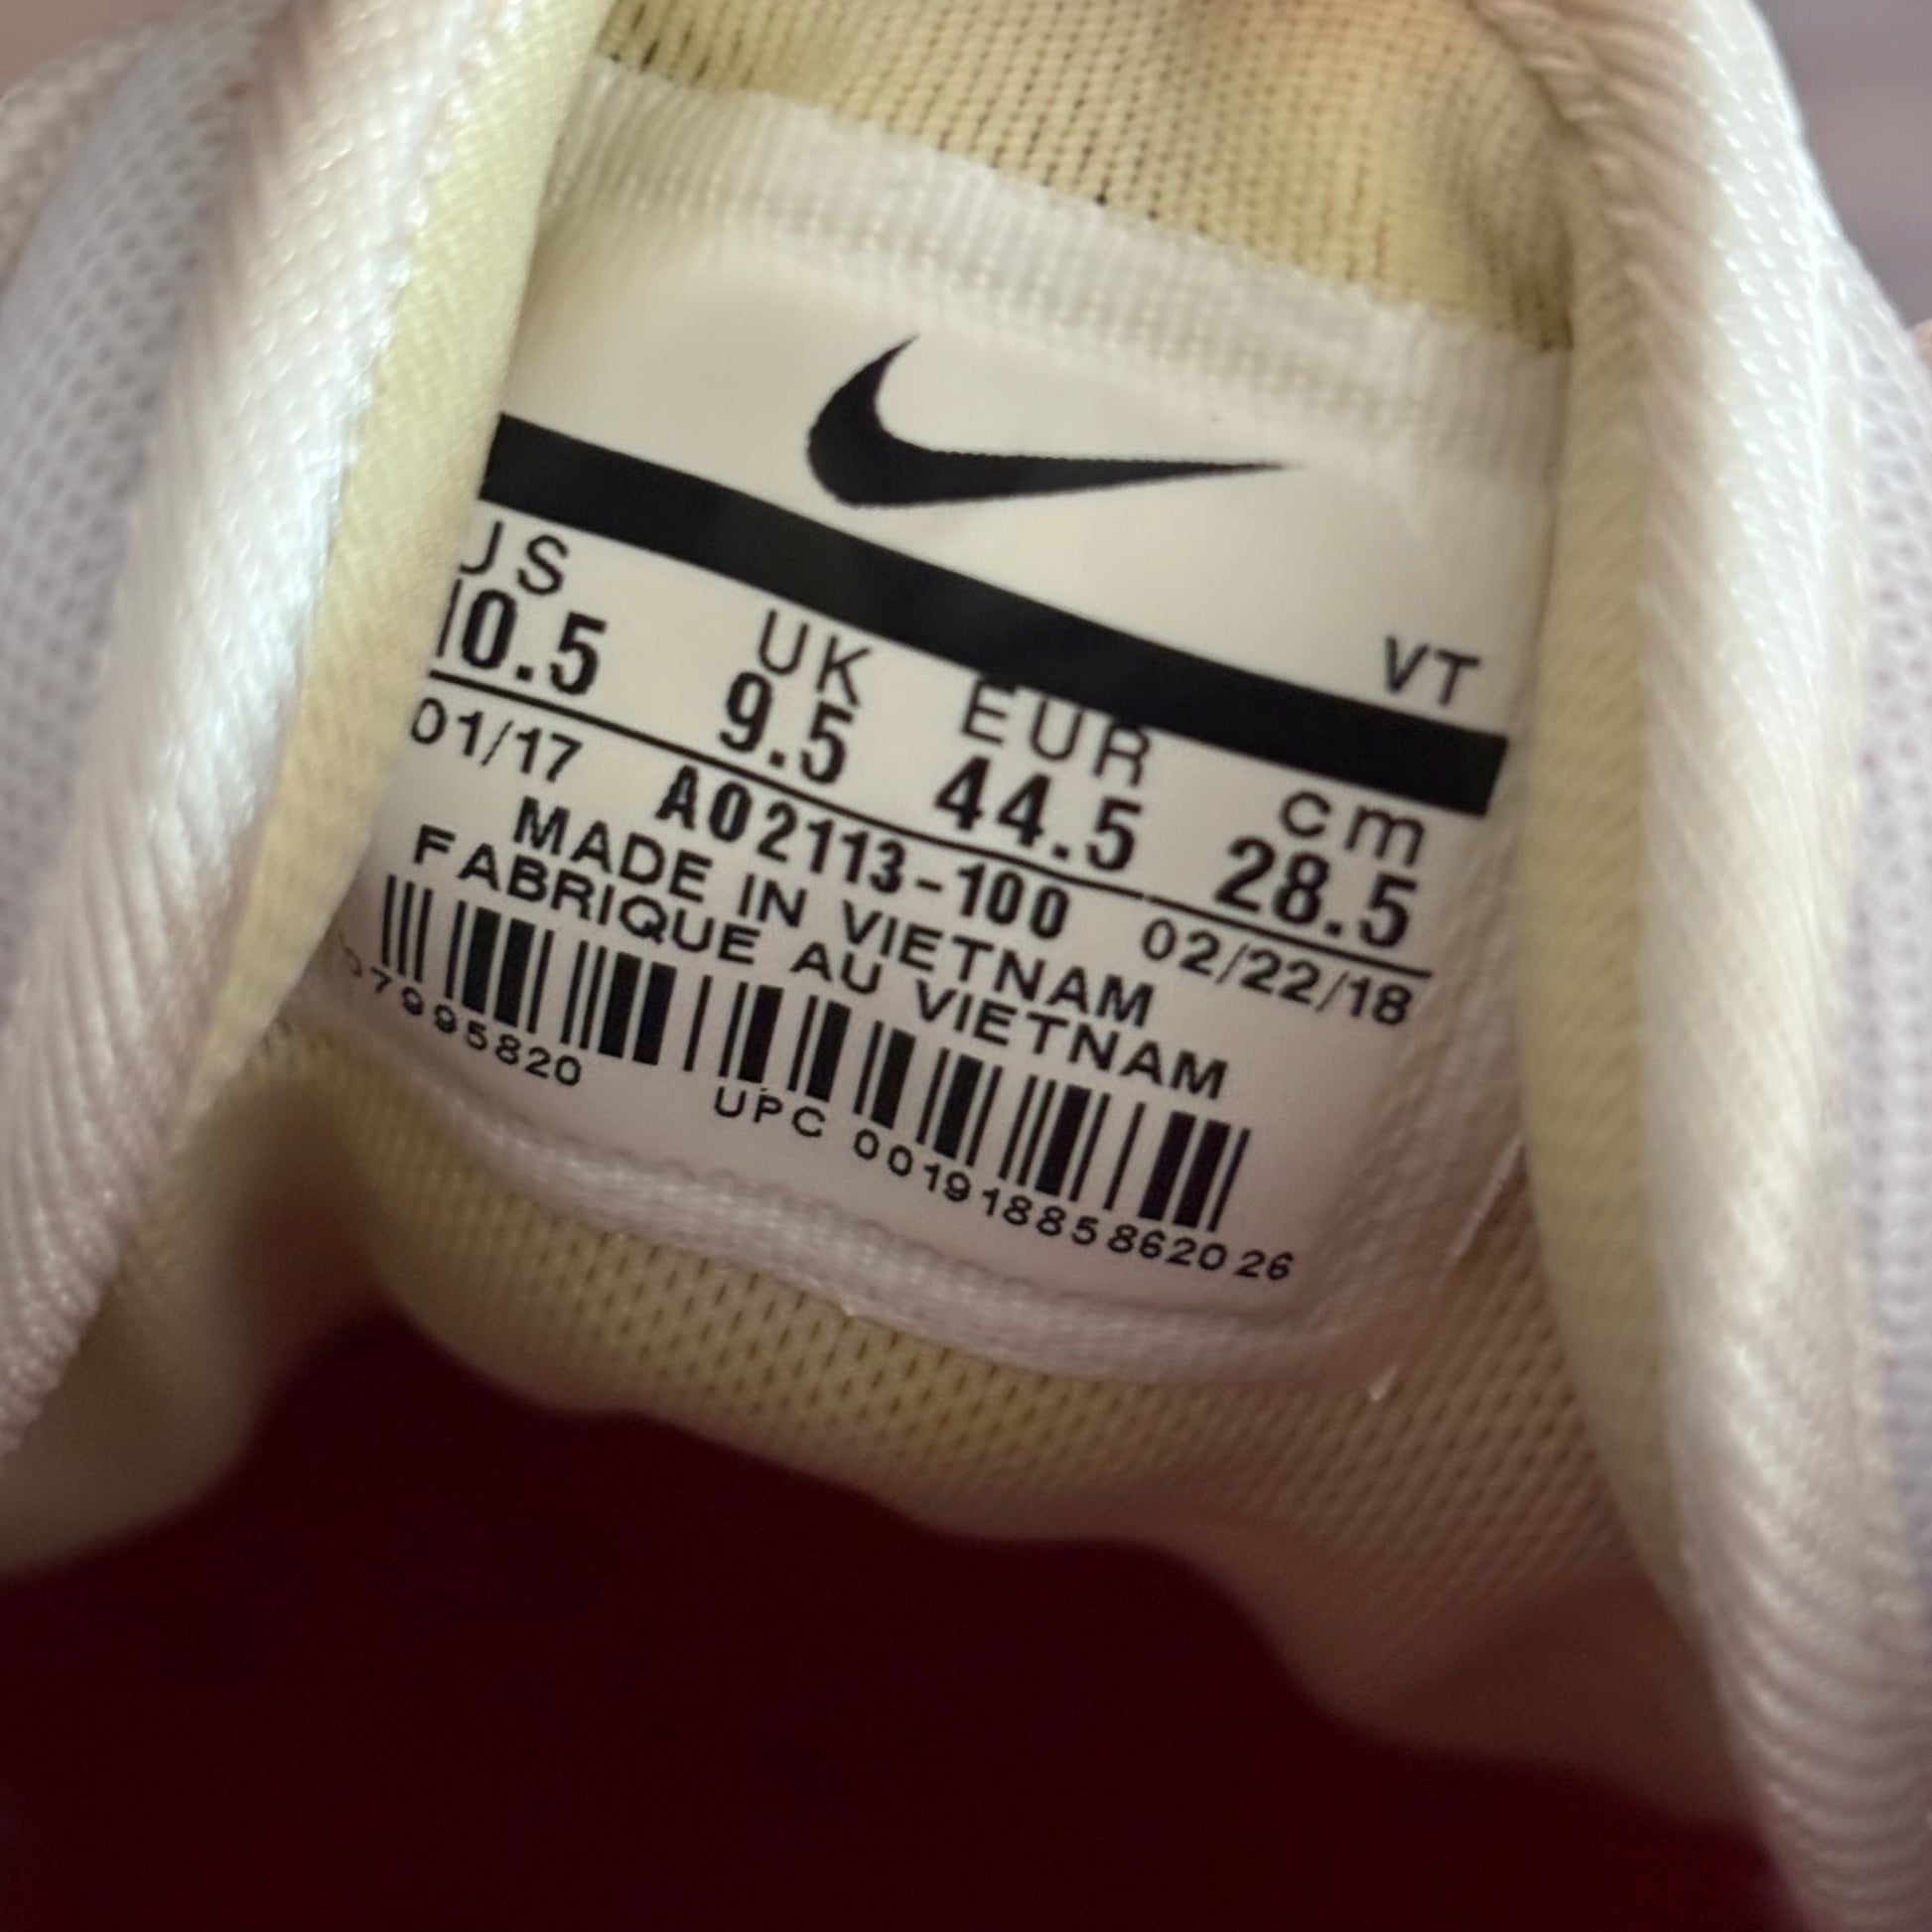 VT
US UK EUR cm
10.5 9.5 44.5 28.5
01/17 AO2113-100 02/22/18
MADE IN VIETNAM
FABRIQUE AU VIETNAM
7995820 UPC 00191885862026